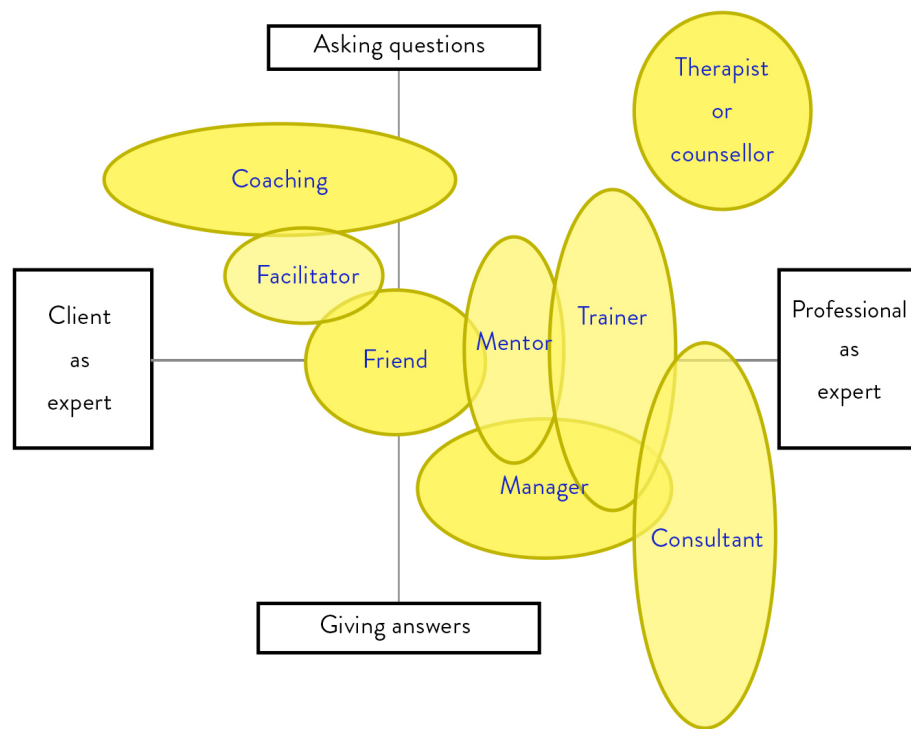 Asking questions
Therapist
or
counsellor
Coaching
Facilitator
Client
as
expert
Friend
Mentor
Trainer
Professional
as
expert
Manager
Consultant
Giving answers